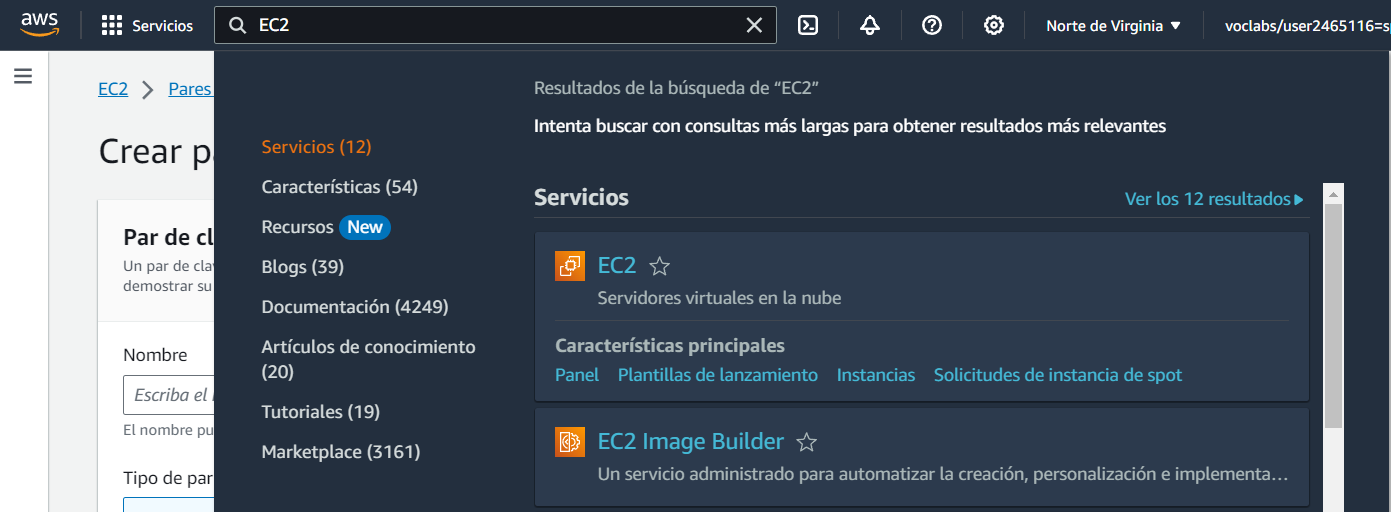 aws
Servicios
EC2
Norte de Virginia
voclabs/user2465116=s
EC2
Pares
Crear p
Par de cl
Un par de cla
demostrar su
Nombre
Escriba el
El nombre pu
Tipo de par
Servicios (12)
Características (54)
Recursos New
Blogs (39)
Documentación (4249)
Artículos de conocimiento
(20)
Tutoriales (19)
Marketplace (3161)
Resultados de la búsqueda de “EC2”
Intenta buscar con consultas más largas para obtener resultados más relevantes
Servicios
Ver los 12 resultados
EC2
Servidores virtuales en la nube
Características principales
Panel Plantillas de lanzamiento Instancias Solicitudes de instancia de spot
EC2 Image Builder
Un servicio administrado para automatizar la creación, personalización e implementa…